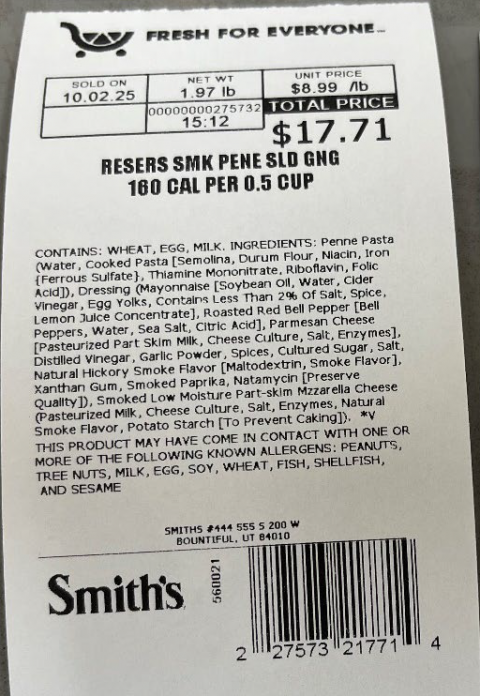 FRESH FOR EVERYONE™
SOLD ON
10.02.25
NET WT
1.97 lb
UNIT PRICE
$8.99 /lb
00000000275732
15:12
TOTAL PRICE
$17.71
RESERS SMK PENE SLD GNG
160 CAL PER 0.5 CUP
CONTAINS: WHEAT, EGG, MILK. INGREDIENTS: Penne Pasta
(Water, Cooked Pasta [Semolina, Durum Flour, Niacin, Iron
{Ferrous Sulfate}, Thiamine Mononitrate, Riboflavin, Folic
Acid]), Dressing (Mayonnaise [Soybean Oil, Water, Cider
Vinegar, Egg Yolks, Contains Less Than 2% of Salt, Spice,
Lemon Juice Concentrate], Roasted Red Bell Pepper [Bell
Peppers, Water, Sea Salt, Citric Acid], Parmesan Cheese
[Pasteurized Part Skim Milk, Cheese Culture, Salt, Enzymes],
Distilled Vinegar, Garlic Powder, Spices, Cultured Sugar, Salt,
Natural Hickory Smoke Flavor [Maltodextrin, Smoke Flavor],
Xanthan Gum, Smoked Paprika, Natamycin [Preserve
Quality]), Smoked Low Moisture Part-skim Mzzarella Cheese
(Pasteurized Milk, Cheese Culture, Salt, Enzymes, Natural
Smoke Flavor, Potato Starch [To Prevent Caking]). *V
THIS PRODUCT MAY HAVE COME IN CONTACT WITH ONE OR
MORE OF THE FOLLOWING KNOWN ALLERGENS: PEANUTS,
TREE NUTS, MILK, EGG, SOY, WHEAT, FISH, SHELLFISH,
AND SESAME
SMITHS #444 555 S 200 W
BOUNTIFUL, UT 84010
Smith's
560021
2 27573 21771 4